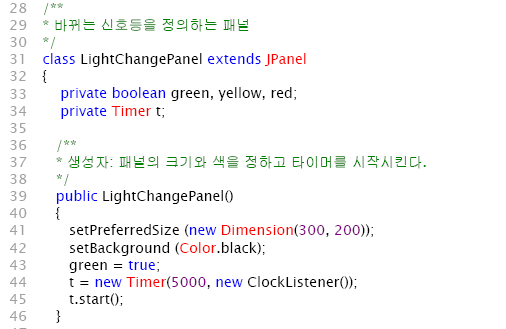 28 /**
29 * 바뀌는 신호등을 정의하는 패널
30 */
31 class LightChangePanel extends JPanel
32 {
33 private boolean green, yellow, red;
34 private Timer t;
35
36 /**
37 * 생성자: 패널의 크기와 색을 정하고 타이머를 시작시킨다.
38 */
39 public LightChangePanel()
40 {
41 setPreferredSize (new Dimension(300, 200));
42 setBackground (Color.black);
43 green = true;
44 t = new Timer(5000, new ClockListener());
45 t.start();
46 }